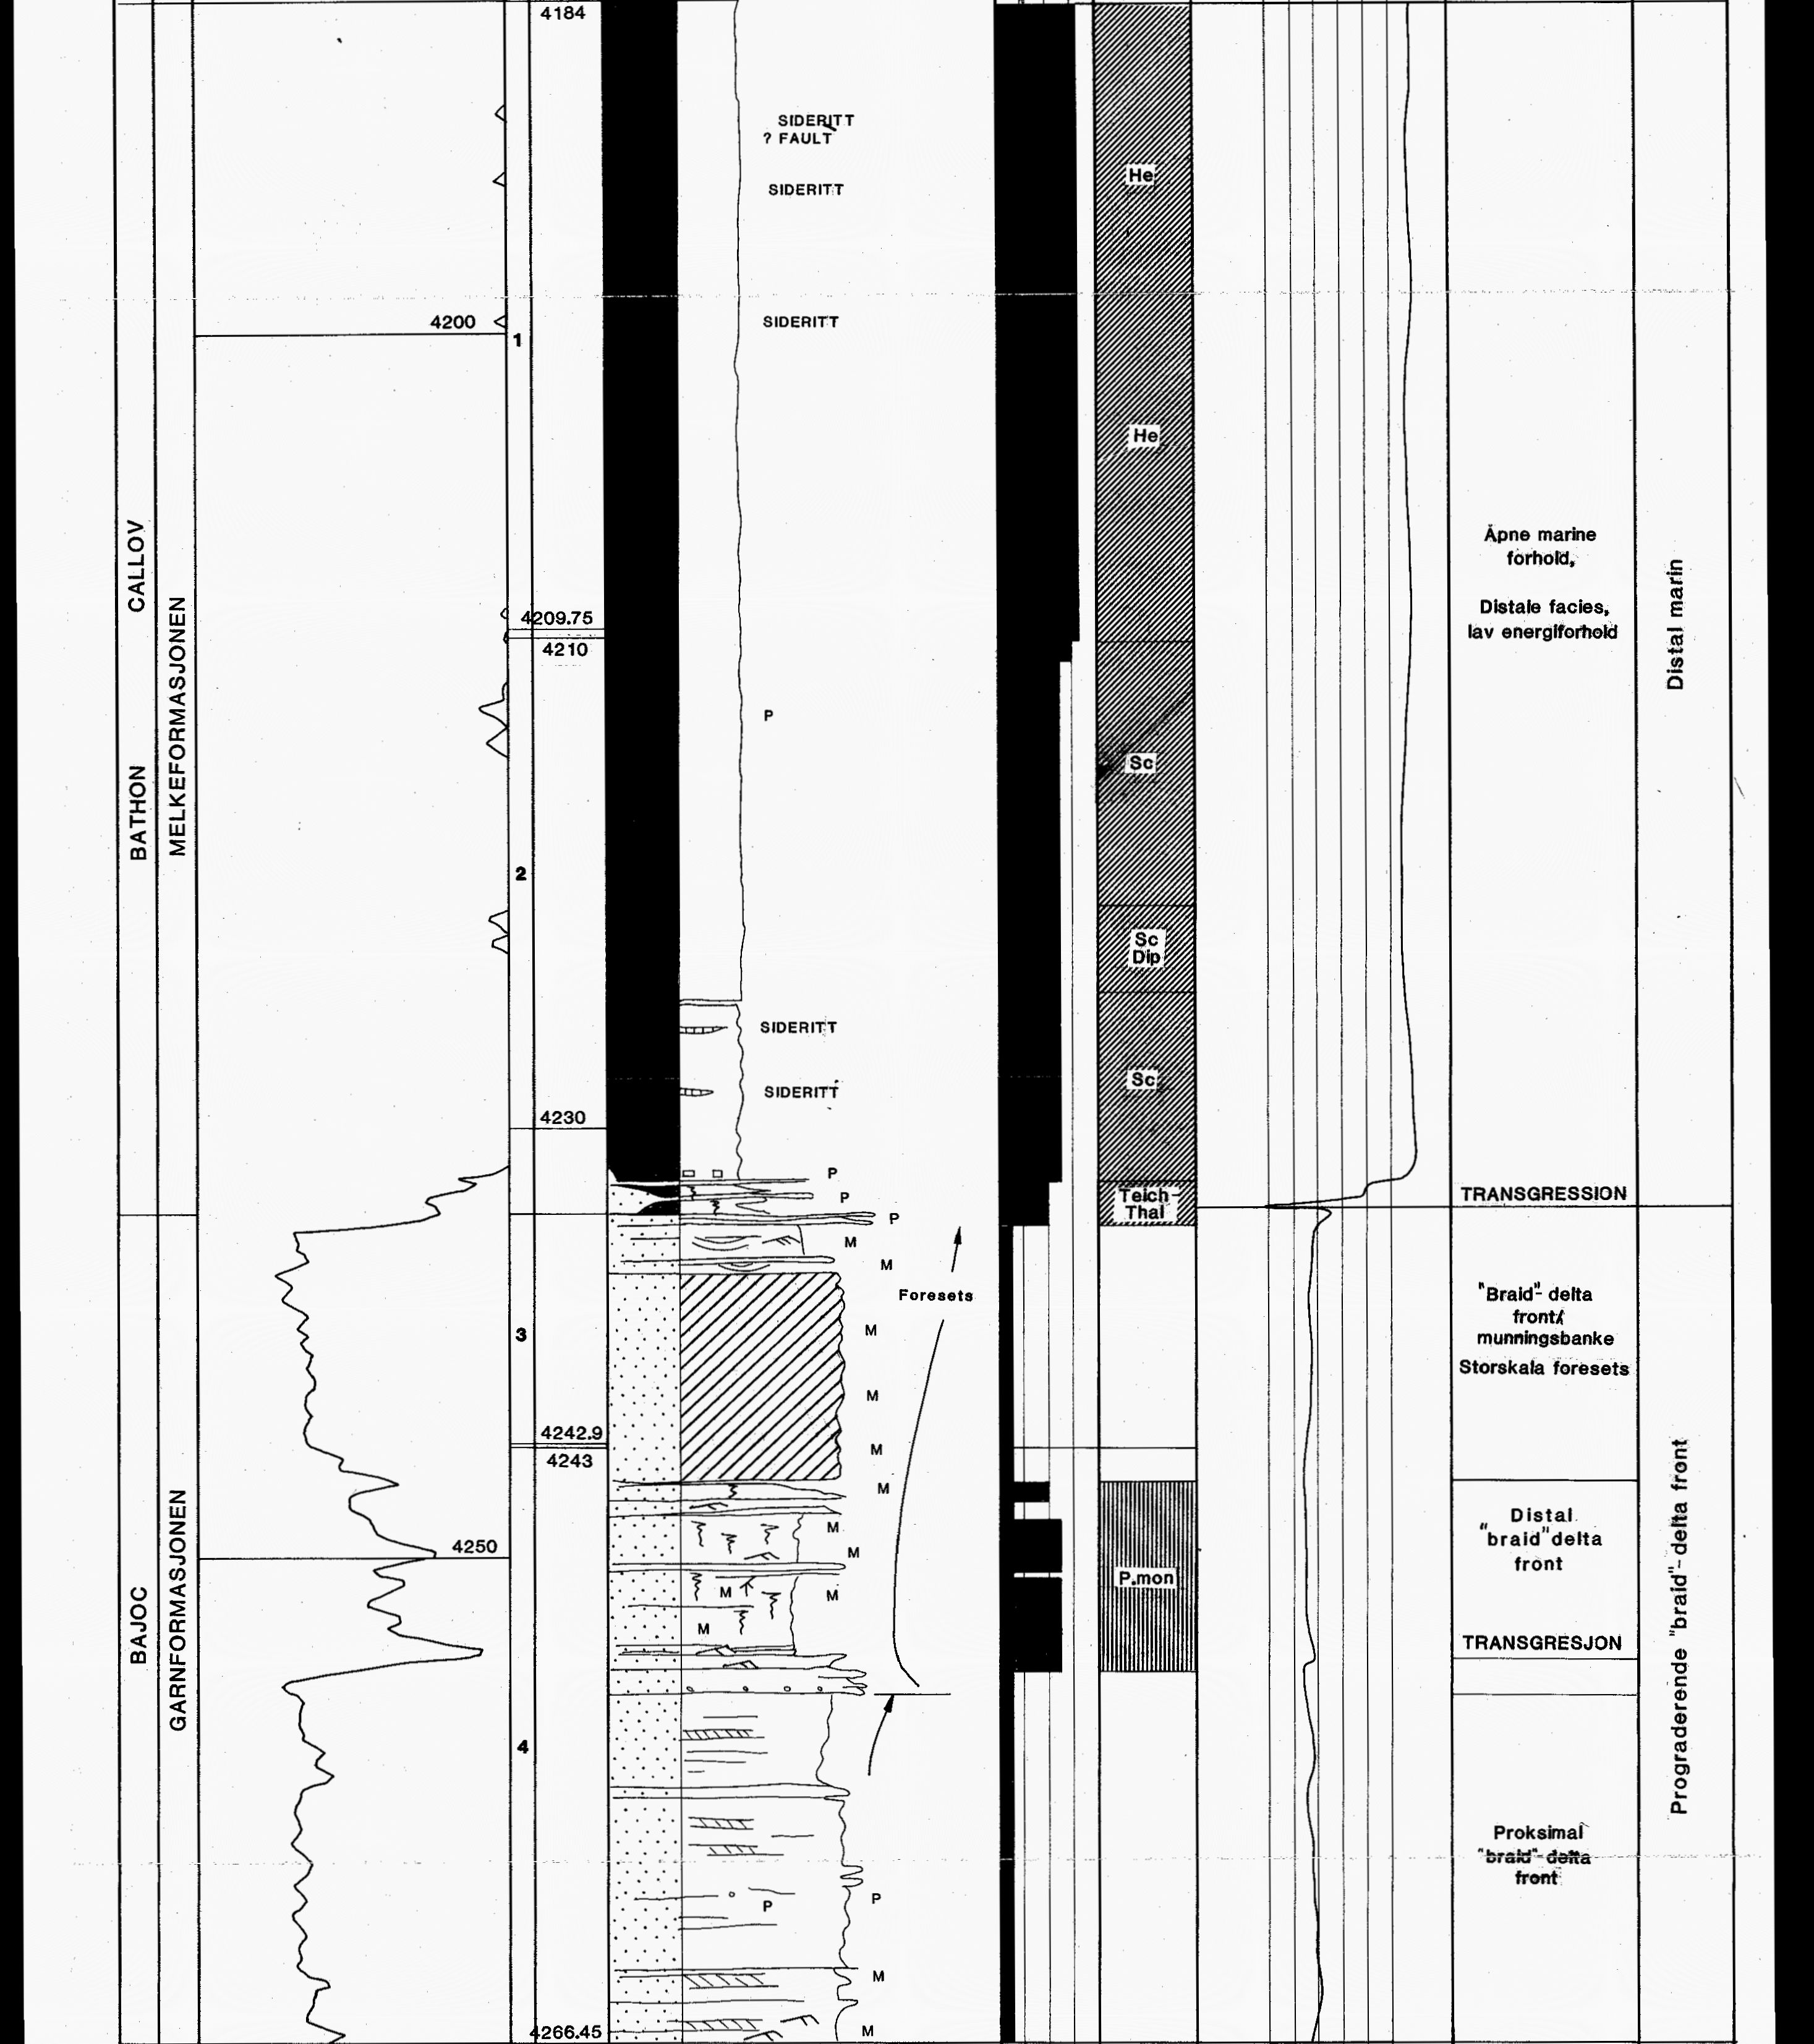 4184
SIDERITT
? FAULT
He
SIDERITT
4200
SIDERITT
1
He
CALLOV
Åpne marine
forhold,
Distale facies,
lav energiforhold
Distal marin
MELKEFORMASJONEN
4209.75
4210
P
BATHON
Sc
2
Sc
Dip
SIDERITT
Sc
SIDERITT
4230
P
Teich-
Thal
TRANSGRESSION
P
P
M
M
Foresets
"Braid"- delta
front/
munningsbanke
Storskala foresets
3
M
M
4242.9
M
4243
M
Prograderende "braid"-delta front
GARNFORMASJONEN
Distal
"braid" delta
front
M
4250
M
P.mon
M
M
BAJOC
M
TRANSGRESJON
4
Proksimal
"braid"- delta
front
P
P
M
4266.45
M